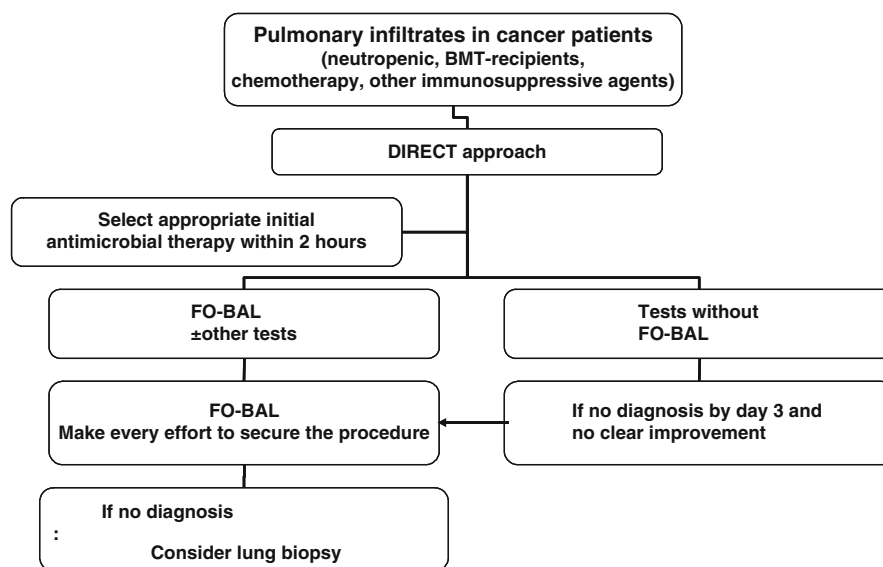 Pulmonary infiltrates in cancer patients
(neutropenic, BMT-recipients,
chemotherapy, other immunosuppressive agents)
DIRECT approach
Select appropriate initial
antimicrobial therapy within 2 hours
FO-BAL
±other tests
Tests without
FO-BAL
FO-BAL
Make every effort to secure the procedure
If no diagnosis by day 3 and
no clear improvement
If no diagnosis
:
Consider lung biopsy